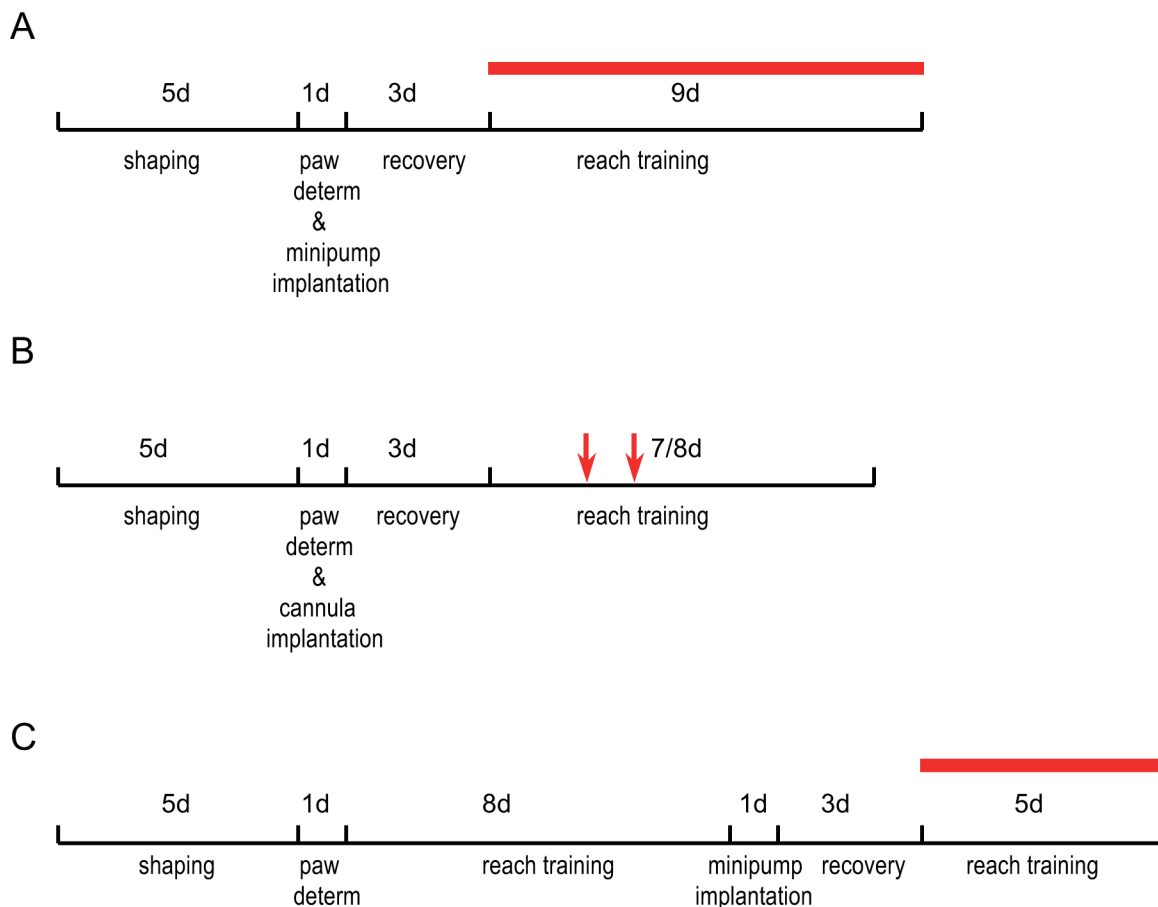 A
5d 1d 3d 9d
shaping paw recovery reach training
determ
&
minipump
implantation
B
5d 1d 3d 7/8d
shaping paw recovery reach training
determ
&
cannula
implantation
C
5d 1d 8d 1d 3d 5d
shaping paw reach training minipump recovery reach training
determ implantation